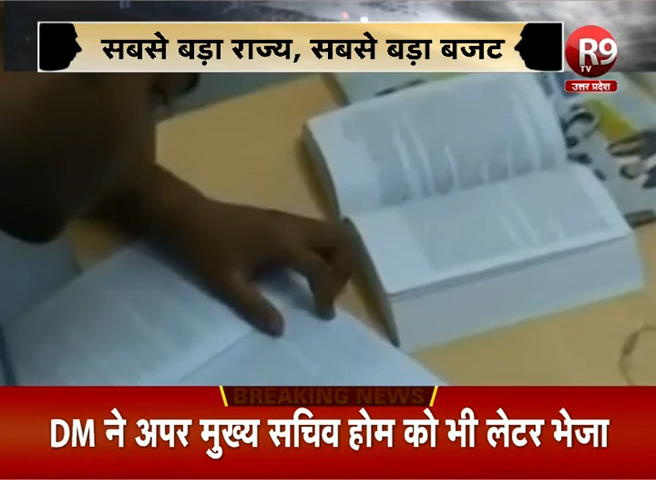 सबसे बड़ा राज्य, सबसे बड़ा बजट
R9
TV
उत्तर प्रदेश
BREAKING NEWS
DM ने अपर मुख्य सचिव होम को भी लेटर भेजा